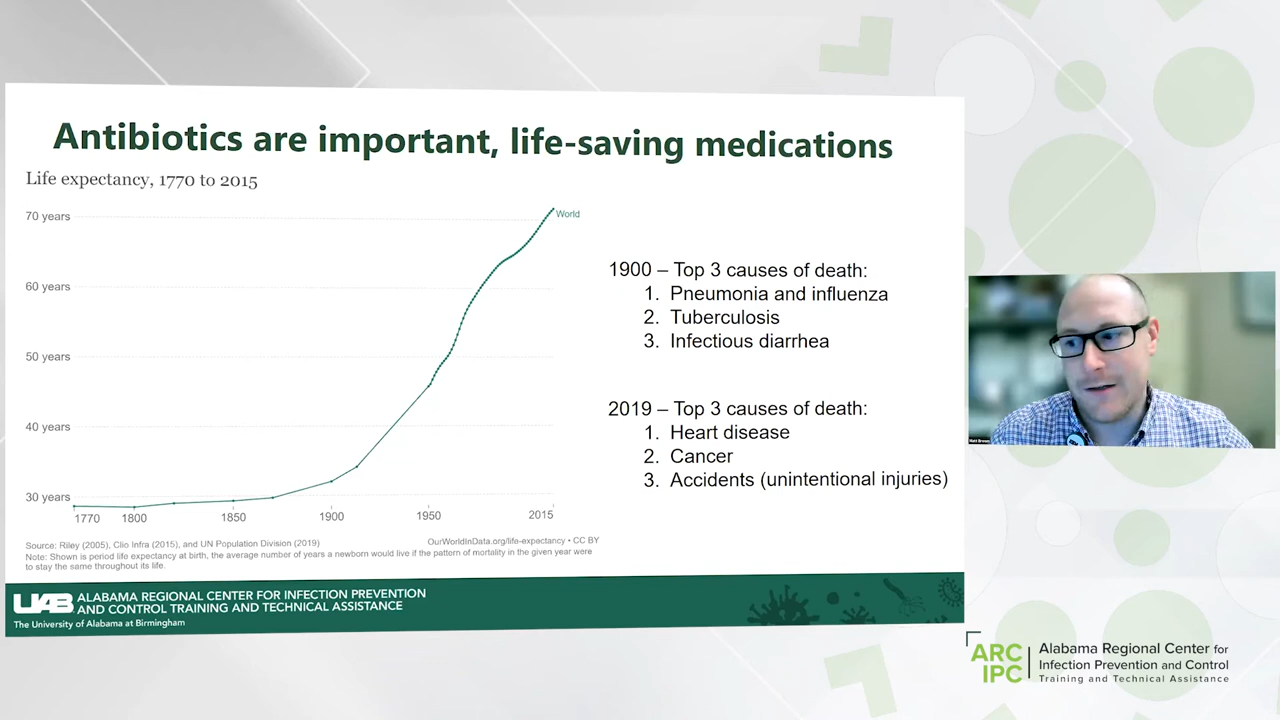 Antibiotics are important, life-saving medications
Life expectancy, 1770 to 2015
70 years
60 years
50 years
40 years
30 years
World
1770
1800
1850
1900
1950
2015
Source: Riley (2005), Clio Infra (2015), and UN Population Division (2019)
OurWorldInData.org/life-expectancy • CC BY
Note: Shown is period life expectancy at birth, the average number of years a newborn would live if the pattern of mortality in the given year were
to stay the same throughout its life.
1900 – Top 3 causes of death:
1. Pneumonia and influenza
2. Tuberculosis
3. Infectious diarrhea
2019 – Top 3 causes of death:
1. Heart disease
2. Cancer
3. Accidents (unintentional injuries)
UAB
ALABAMA REGIONAL CENTER FOR INFECTION PREVENTION
AND CONTROL TRAINING AND TECHNICAL ASSISTANCE
The University of Alabama at Birmingham
Matt Brown
ARC
IPC
Alabama Regional Center for
Infection Prevention and Control
Training and Technical Assistance